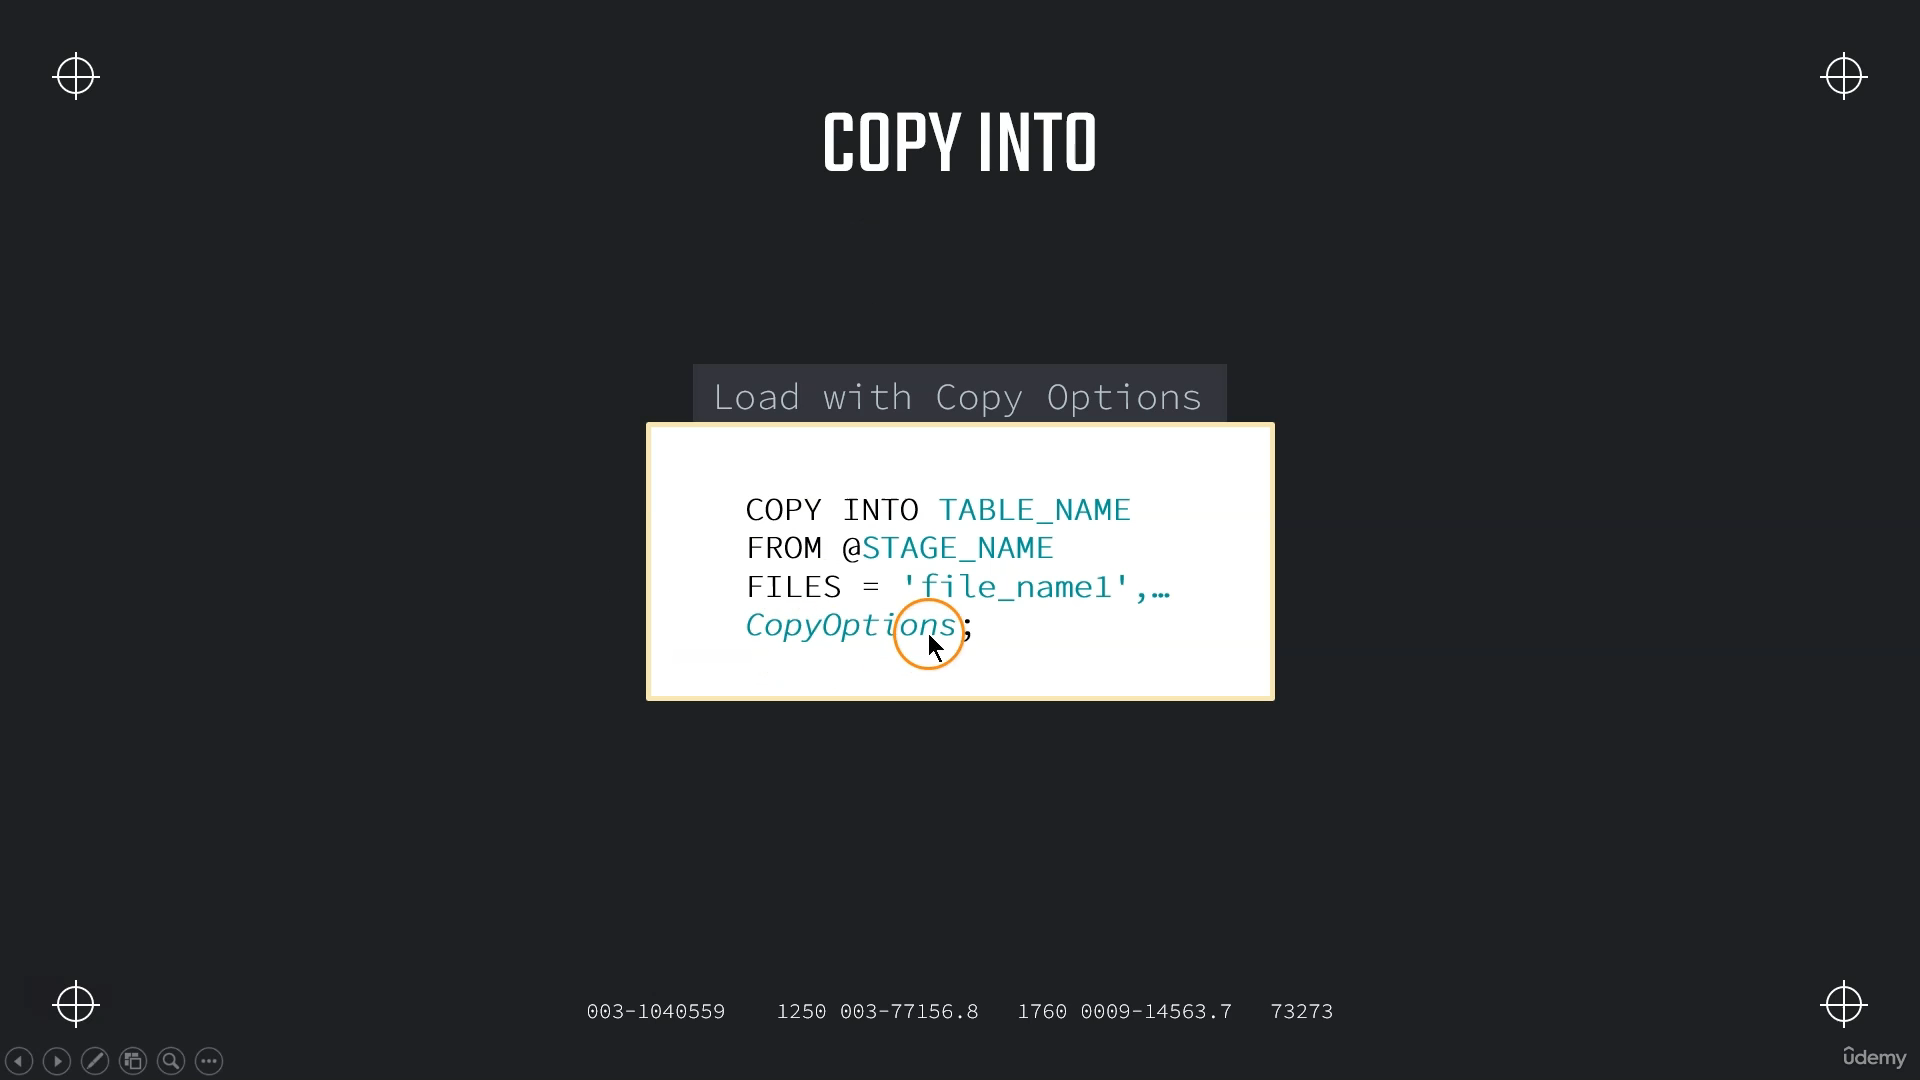 COPY INTO
Load with Copy Options
COPY INTO TABLE_NAME
FROM @STAGE_NAME
FILES = 'file_name1',…
CopyOptions;
003-1040559 1250 003-77156.8 1760 0009-14563.7 73273
ûdemy